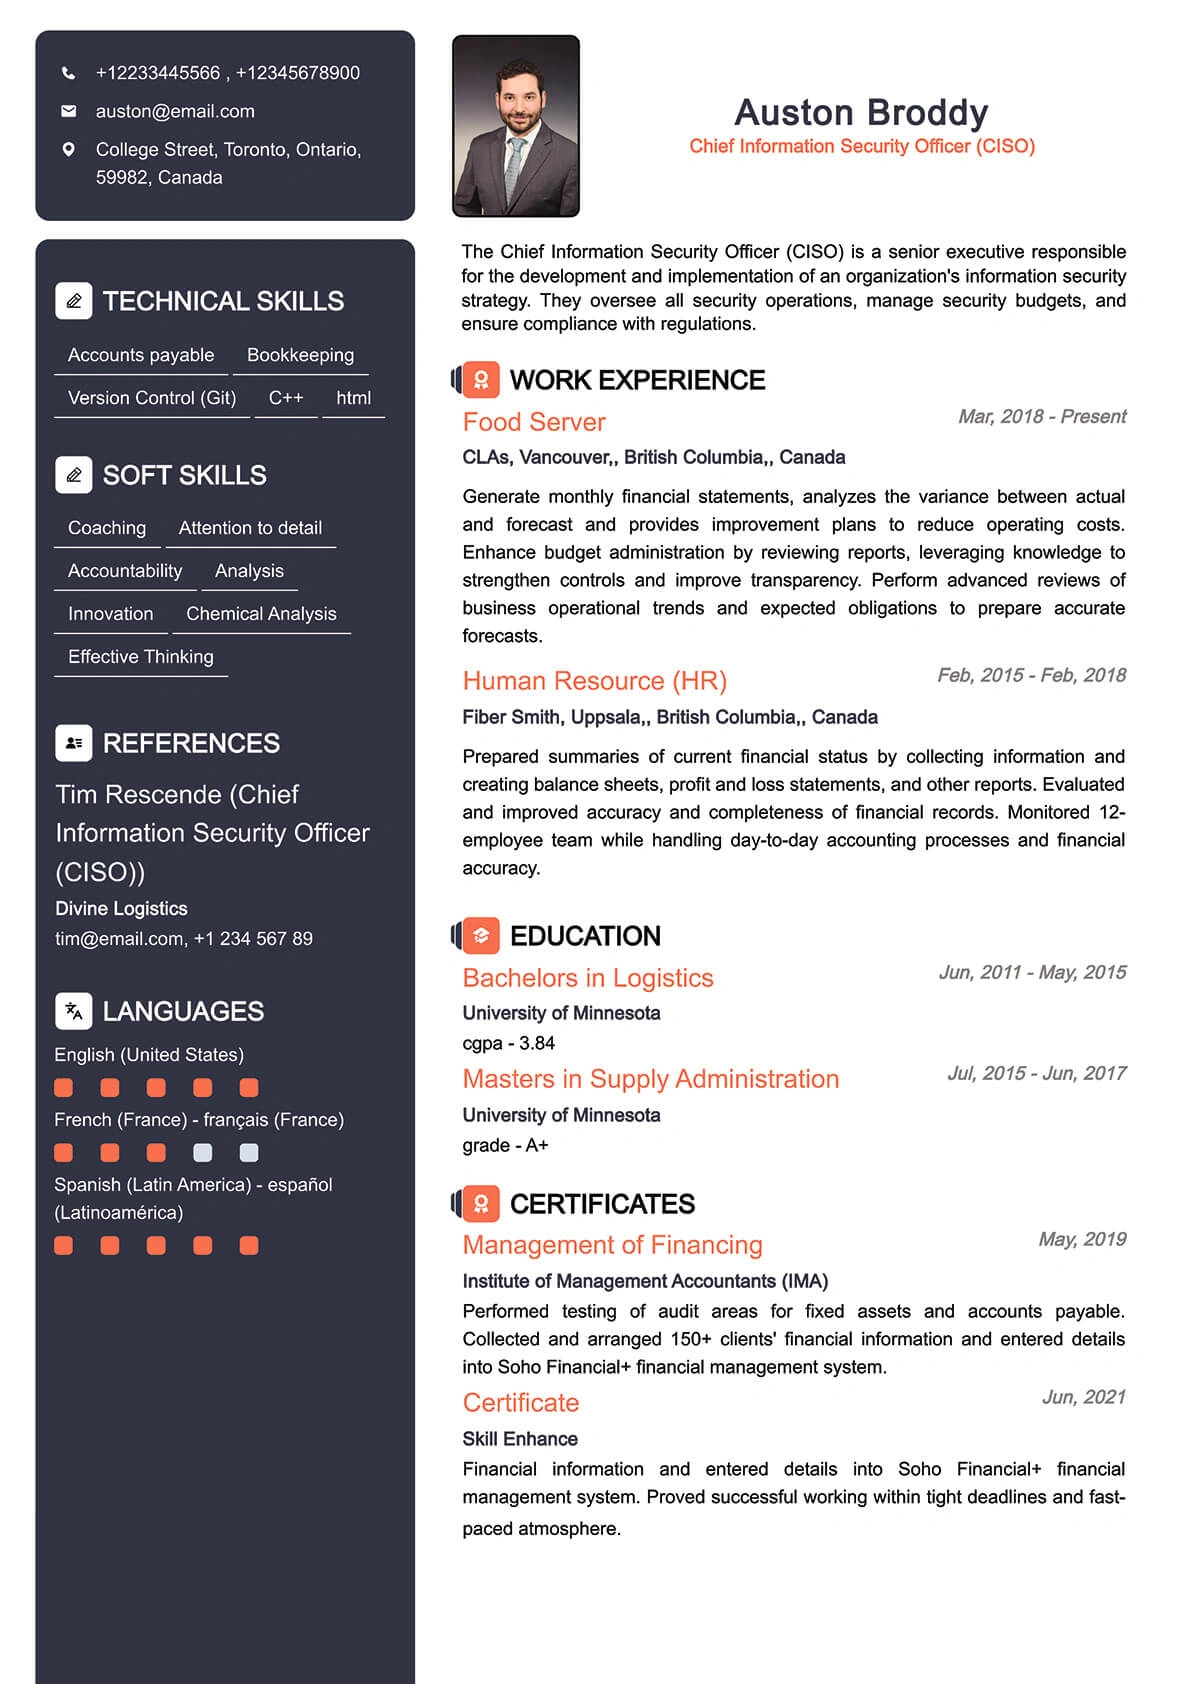 +12233445566 , +12345678900
auston@email.com
College Street, Toronto, Ontario,
59982, Canada
TECHNICAL SKILLS
Accounts payable Bookkeeping
Version Control (Git) C++ html
SOFT SKILLS
Coaching Attention to detail
Accountability Analysis
Innovation Chemical Analysis
Effective Thinking
REFERENCES
Tim Rescende (Chief
Information Security Officer
(CISO))
Divine Logistics
tim@email.com, +1 234 567 89
LANGUAGES
English (United States)
French (France) - français (France)
Spanish (Latin America) - español
(Latinoamérica)
Auston Broddy
Chief Information Security Officer (CISO)
The Chief Information Security Officer (CISO) is a senior executive responsible
for the development and implementation of an organization's information security
strategy. They oversee all security operations, manage security budgets, and
ensure compliance with regulations.
WORK EXPERIENCE
Food Server Mar, 2018 - Present
CLAs, Vancouver,, British Columbia,, Canada
Generate monthly financial statements, analyzes the variance between actual
and forecast and provides improvement plans to reduce operating costs.
Enhance budget administration by reviewing reports, leveraging knowledge to
strengthen controls and improve transparency. Perform advanced reviews of
business operational trends and expected obligations to prepare accurate
forecasts.
Human Resource (HR) Feb, 2015 - Feb, 2018
Fiber Smith, Uppsala,, British Columbia,, Canada
Prepared summaries of current financial status by collecting information and
creating balance sheets, profit and loss statements, and other reports. Evaluated
and improved accuracy and completeness of financial records. Monitored 12-
employee team while handling day-to-day accounting processes and financial
accuracy.
EDUCATION
Bachelors in Logistics Jun, 2011 - May, 2015
University of Minnesota
cgpa - 3.84
Masters in Supply Administration Jul, 2015 - Jun, 2017
University of Minnesota
grade - A+
CERTIFICATES
Management of Financing May, 2019
Institute of Management Accountants (IMA)
Performed testing of audit areas for fixed assets and accounts payable.
Collected and arranged 150+ clients' financial information and entered details
into Soho Financial+ financial management system.
Certificate Jun, 2021
Skill Enhance
Financial information and entered details into Soho Financial+ financial
management system. Proved successful working within tight deadlines and fast-
paced atmosphere.